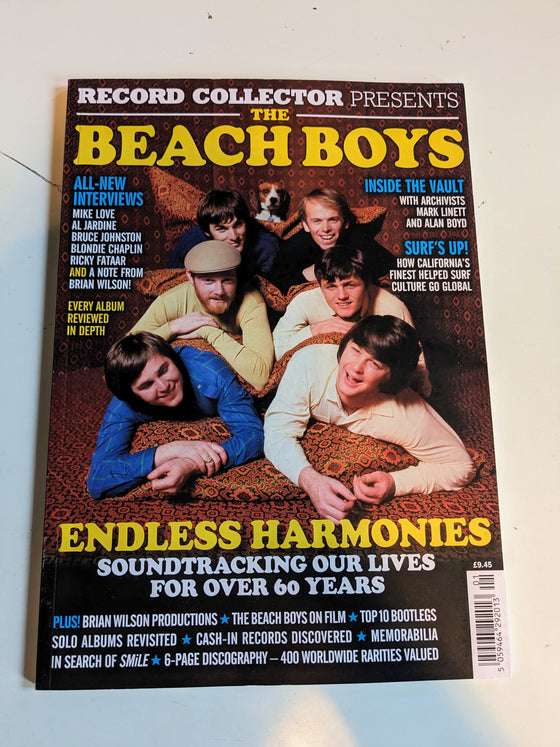 RECORD COLLECTOR PRESENTS
THE
BEACH BOYS
ALL-NEW
INTERVIEWS
MIKE LOVE
AL JARDINE
BRUCE JOHNSTON
BLONDIE CHAPLIN
RICKY FATAAR
AND A NOTE FROM
BRIAN WILSON!
EVERY ALBUM
REVIEWED
IN DEPTH
INSIDE THE VAULT
WITH ARCHIVISTS
MARK LINETT
AND ALAN BOYD
SURF'S UP!
HOW CALIFORNIA'S
FINEST HELPED SURF
CULTURE GO GLOBAL
ENDLESS HARMONIES
SOUNDTRACKING OUR LIVES
FOR OVER 60 YEARS
£9.45
PLUS! BRIAN WILSON PRODUCTIONS ★ THE BEACH BOYS ON FILM ★ TOP 10 BOOTLEGS
SOLO ALBUMS REVISITED ★ CASH-IN RECORDS DISCOVERED ★ MEMORABILIA
IN SEARCH OF SMiLE ★ 6-PAGE DISCOGRAPHY – 400 WORLDWIDE RARITIES VALUED
01
5 059464 292013